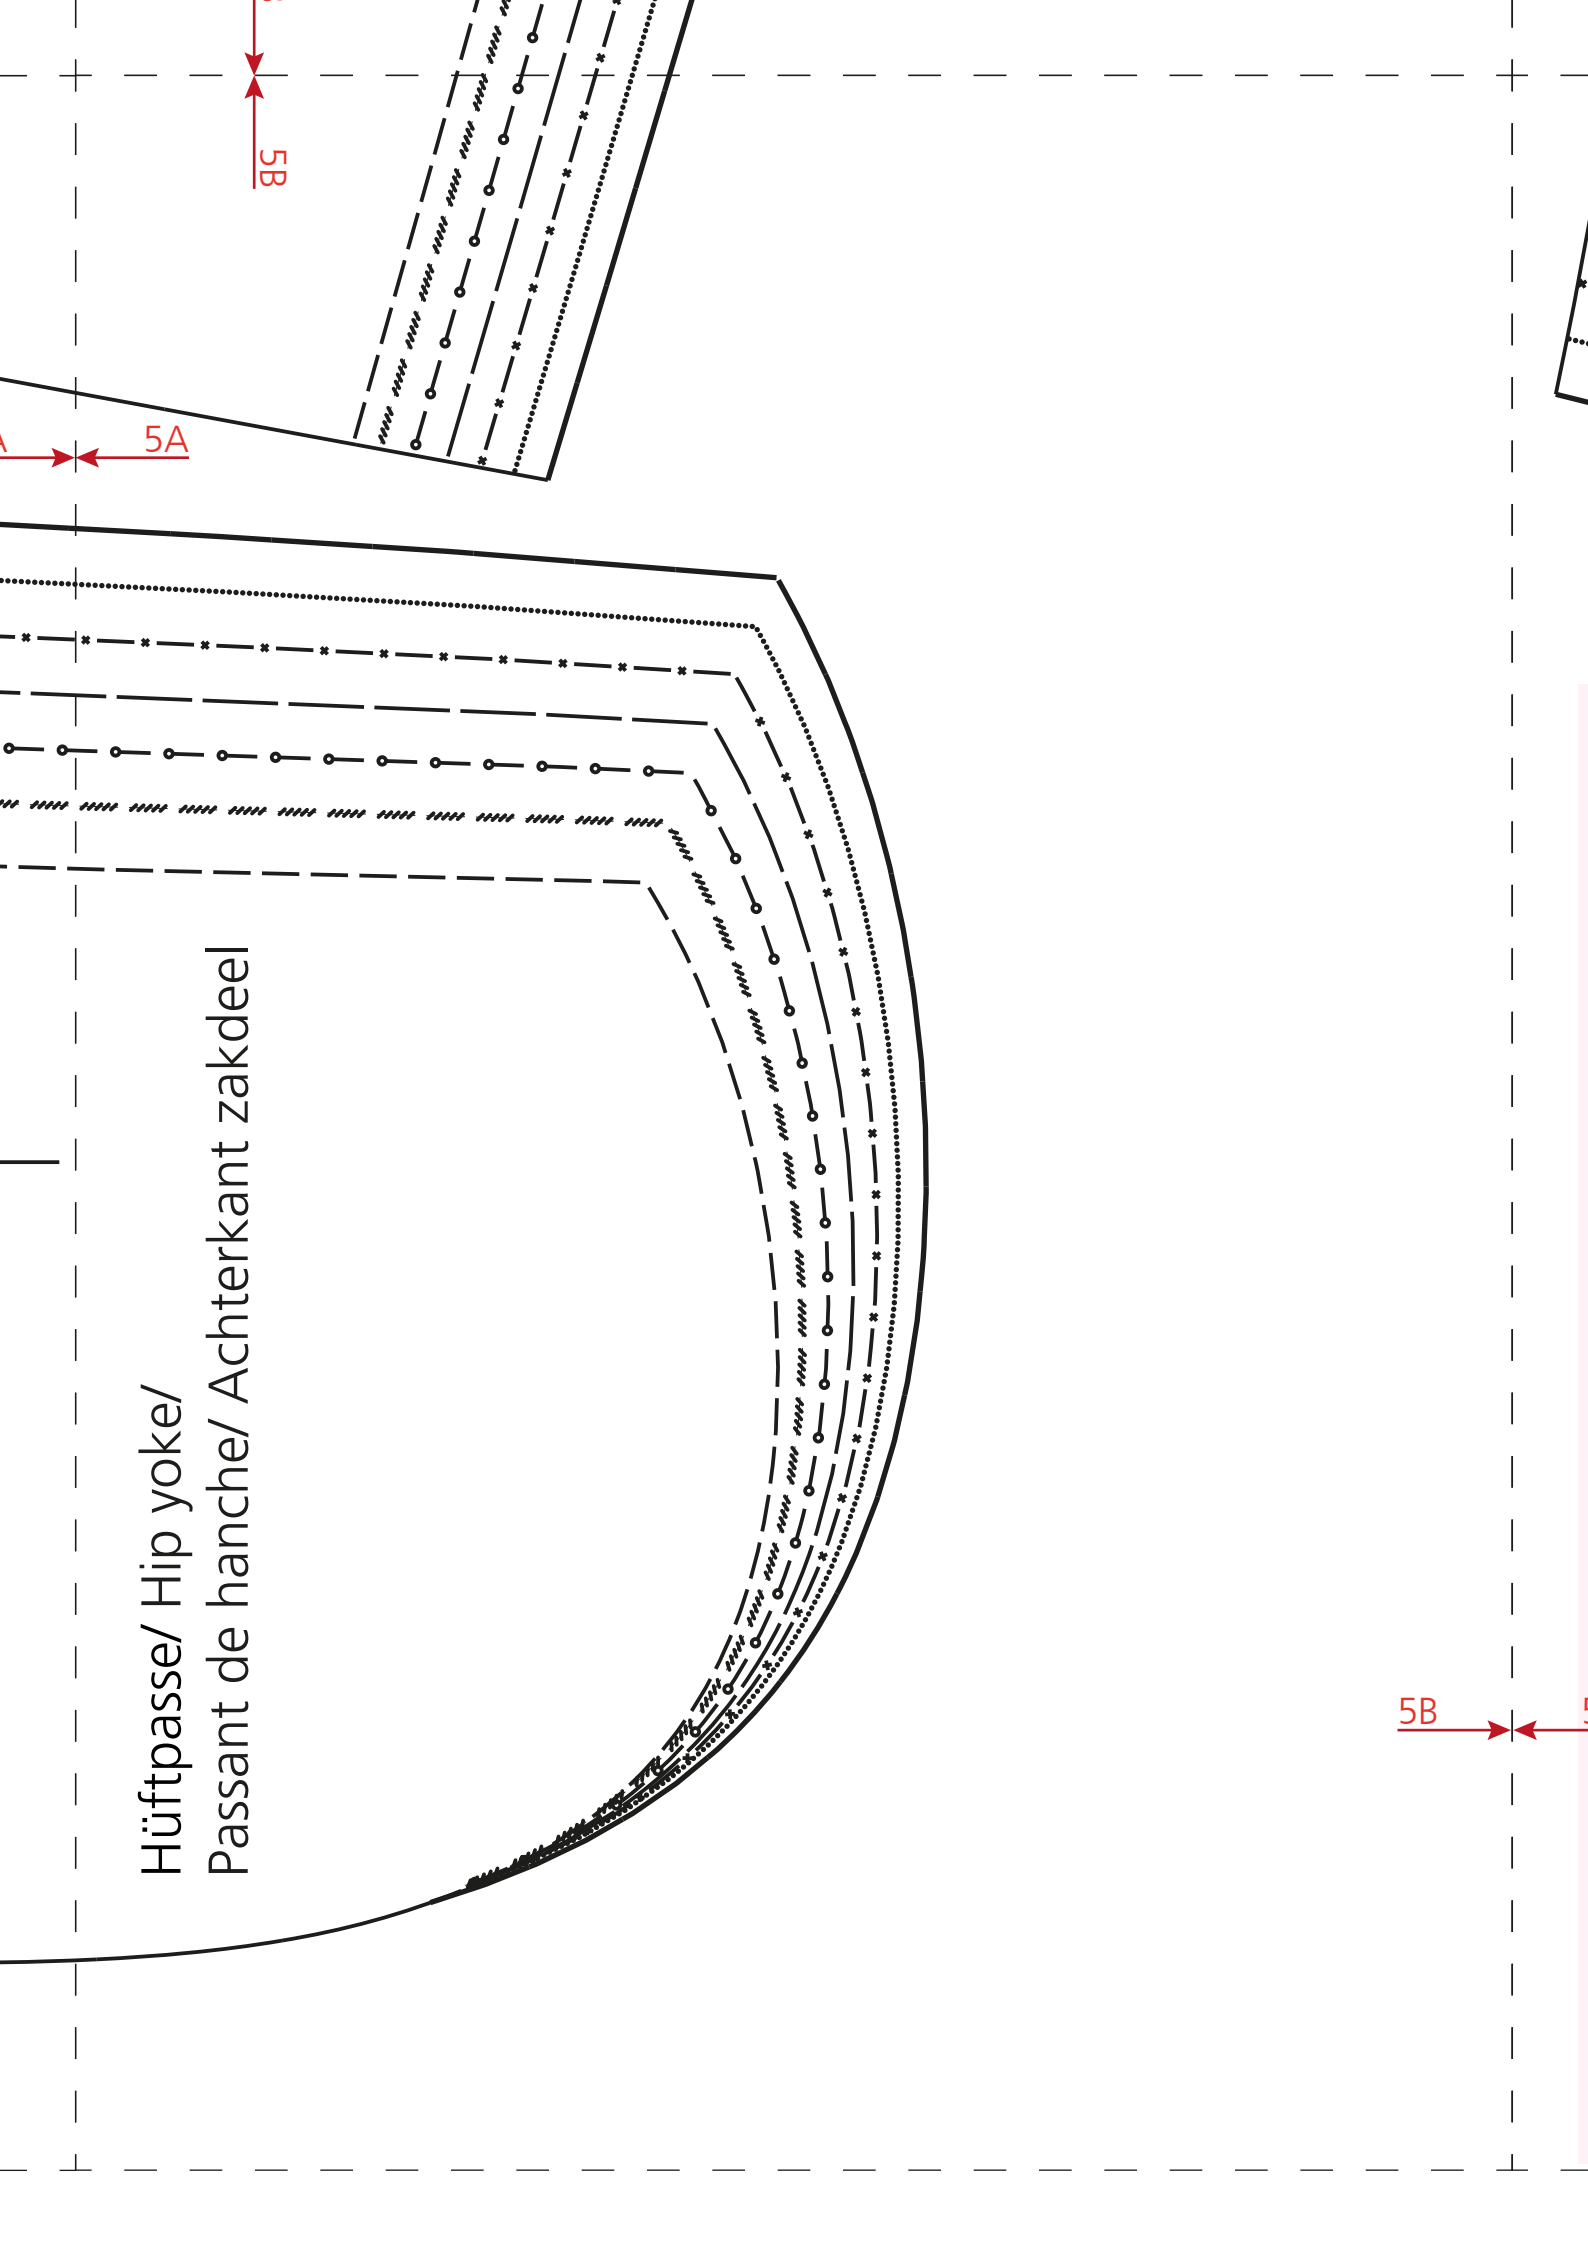 5B
5A
Hüftpasse/ Hip yoke/
Passant de hanche/ Achterkant zakdeel
5B